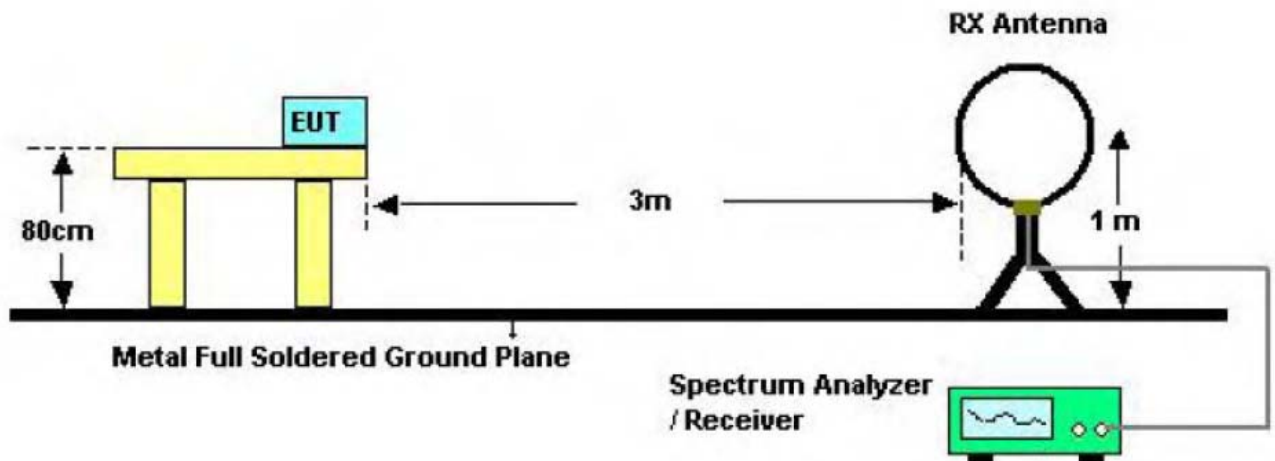 RX Antenna
EUT
80cm
3m
1 m
Metal Full Soldered Ground Plane
Spectrum Analyzer
/ Receiver